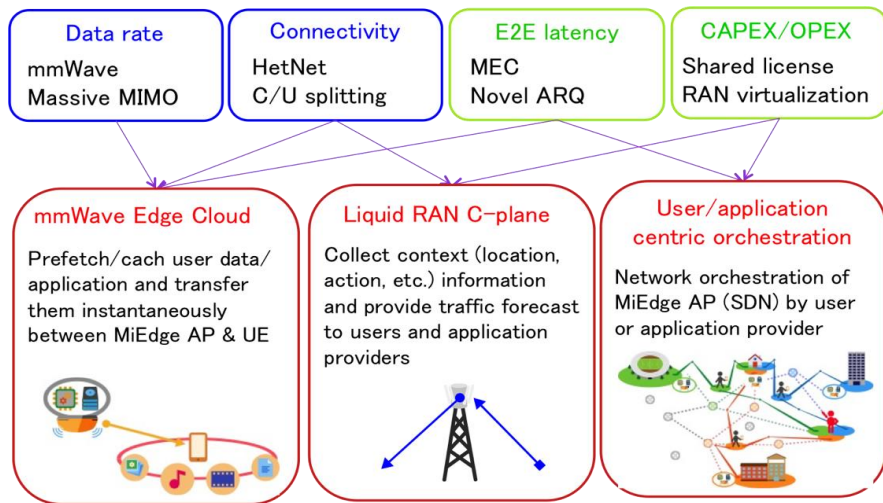 Data rate
mmWave
Massive MIMO
Connectivity
HetNet
C/U splitting
E2E latency
MEC
Novel ARQ
CAPEX/OPEX
Shared license
RAN virtualization
mmWave Edge Cloud
Prefetch/cach user data/
application and transfer
them instantaneously
between MiEdge AP & UE
Liquid RAN C-plane
Collect context (location,
action, etc.) information
and provide traffic forecast
to users and application
providers
User/application
centric orchestration
Network orchestration of
MiEdge AP (SDN) by user
or application provider